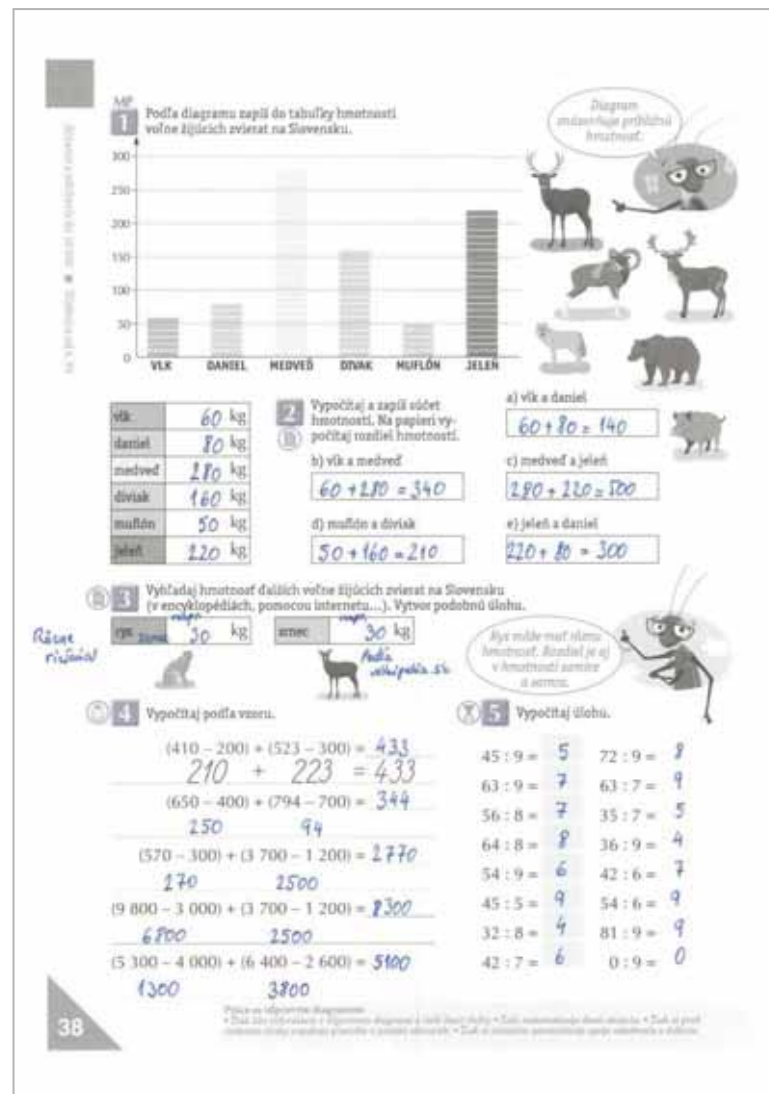 MP
1 Podľa diagramu zapíš do tabuľky hmotnosti
voľne žijúcich zvierat na Slovensku.
Diagram
znázorňuje približnú
hmotnosť.
300
250
200
150
100
50
0
VLK DANIEL MEDVEĎ DIVIAK MUFLÓN JELEŇ
vlk 60 kg
daniel 80 kg
medveď 280 kg
diviak 160 kg
muflón 50 kg
jeleň 220 kg
2 Vypočítaj a zapíš súčet
hmotností. Na papieri vy-
počítaj rozdiel hmotností.
a) vlk a daniel
60 + 80 = 140
b) vlk a medveď
60 + 280 = 340
c) medveď a jeleň
280 + 220 = 500
d) muflón a diviak
50 + 160 = 210
e) jeleň a daniel
220 + 80 = 300
3 Vyhľadaj hmotnosť ďalších voľne žijúcich zvierat na Slovensku
(v encyklopédiách, pomocou internetu...). Vytvor podobnú úlohu.
Rôzne
riešenia
rys samec napr. 30 kg
srnec napr. 30 kg
Podľa
Rys môže mať rôznu
hmotnosť. Rozdiel je aj
v hmotnosti samice
a samca.
4 Vypočítaj podľa vzoru.
(410 – 200) + (523 – 300) = 433
210 + 223 = 433
(650 – 400) + (794 – 700) = 344
250 94
(570 – 300) + (3 700 – 1 200) = 2770
270 2500
(9 800 – 3 000) + (3 700 – 1 200) = 8300
6800 2500
(5 300 – 4 000) + (6 400 – 2 600) = 5100
1300 3800
5 Vypočítaj úlohu.
45 : 9 = 5 72 : 9 = 8
63 : 9 = 7 63 : 7 = 9
56 : 8 = 7 35 : 7 = 5
64 : 8 = 8 36 : 9 = 4
54 : 9 = 6 42 : 6 = 7
45 : 5 = 9 54 : 6 = 9
32 : 8 = 4 81 : 9 = 9
42 : 7 = 6 0 : 9 = 0
38